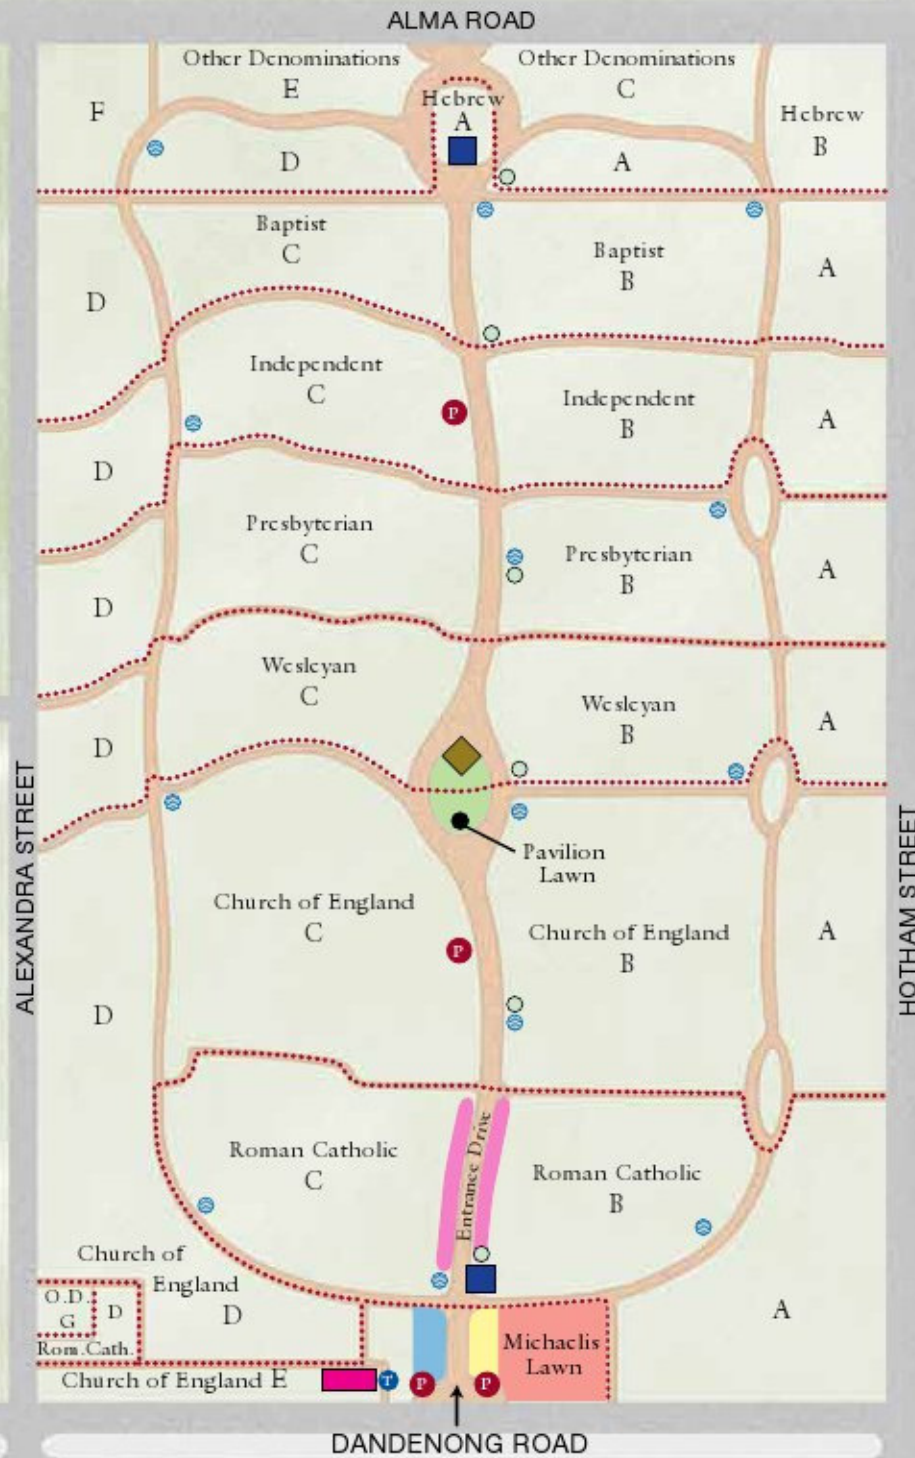 ALMA ROAD
Other Denominations
E
Other Denominations
C
F
Hebrew
A
Hebrew
B
D
A
Baptist
C
Baptist
B
A
D
Independent
C
P
Independent
B
A
D
Presbyterian
C
Presbyterian
B
A
D
Wesleyan
C
Wesleyan
B
A
D
ALEXANDRA STREET
HOTHAM STREET
Pavilion
Lawn
Church of England
C
Church of England
B
A
P
D
Entrance Drive
Roman Catholic
C
Roman Catholic
B
Church of
England
D
A
O.D.
G
D
Rom.Cath.
Michaelis
Lawn
Church of England E
T
P
P
DANDENONG ROAD